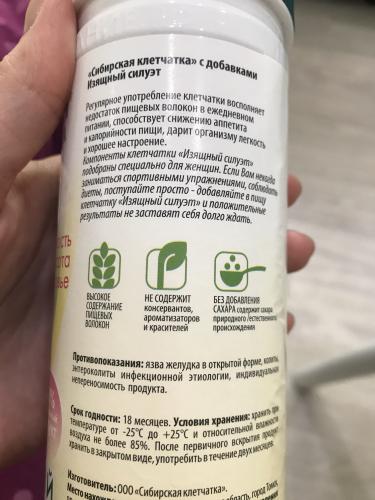 «Сибирская клетчатка» с добавками
Изящный силуэт
Регулярное употребление клетчатки восполняет
недостаток пищевых волокон в ежедневном
питании, способствует снижению аппетита
и калорийности пищи, дарит организму легкость
и хорошее настроение.
Компоненты клетчатки «Изящный силуэт»
подобраны специально для женщин. Если Вам некогда
заниматься спортивными упражнениями, соблюдать
диеты, поступайте просто - добавляйте в пищу
клетчатку «Изящный силуэт» и положительные
результаты не заставят себя долго ждать.
ВЫСОКОЕ
СОДЕРЖАНИЕ
ПИЩЕВЫХ
ВОЛОКОН
НЕ СОДЕРЖИТ
консервантов,
ароматизаторов
и красителей
БЕЗ ДОБАВЛЕНИЯ
САХАРА содержит сахара
природного /естественного/
происхождения
Противопоказания: язва желудка в открытой форме, колиты,
энтероколиты инфекционной этиологии, индивидуальная
непереносимость продукта.
Срок годности: 18 месяцев. Условия хранения: хранить при
температуре от -25°С до +25°С и относительной влажности
воздуха не более 85%. После первичного вскрытия продукт
хранить в закрытом виде, употребить в течение двух месяцев.
Изготовитель: ООО «Сибирская клетчатка».
Место область, город Томск,